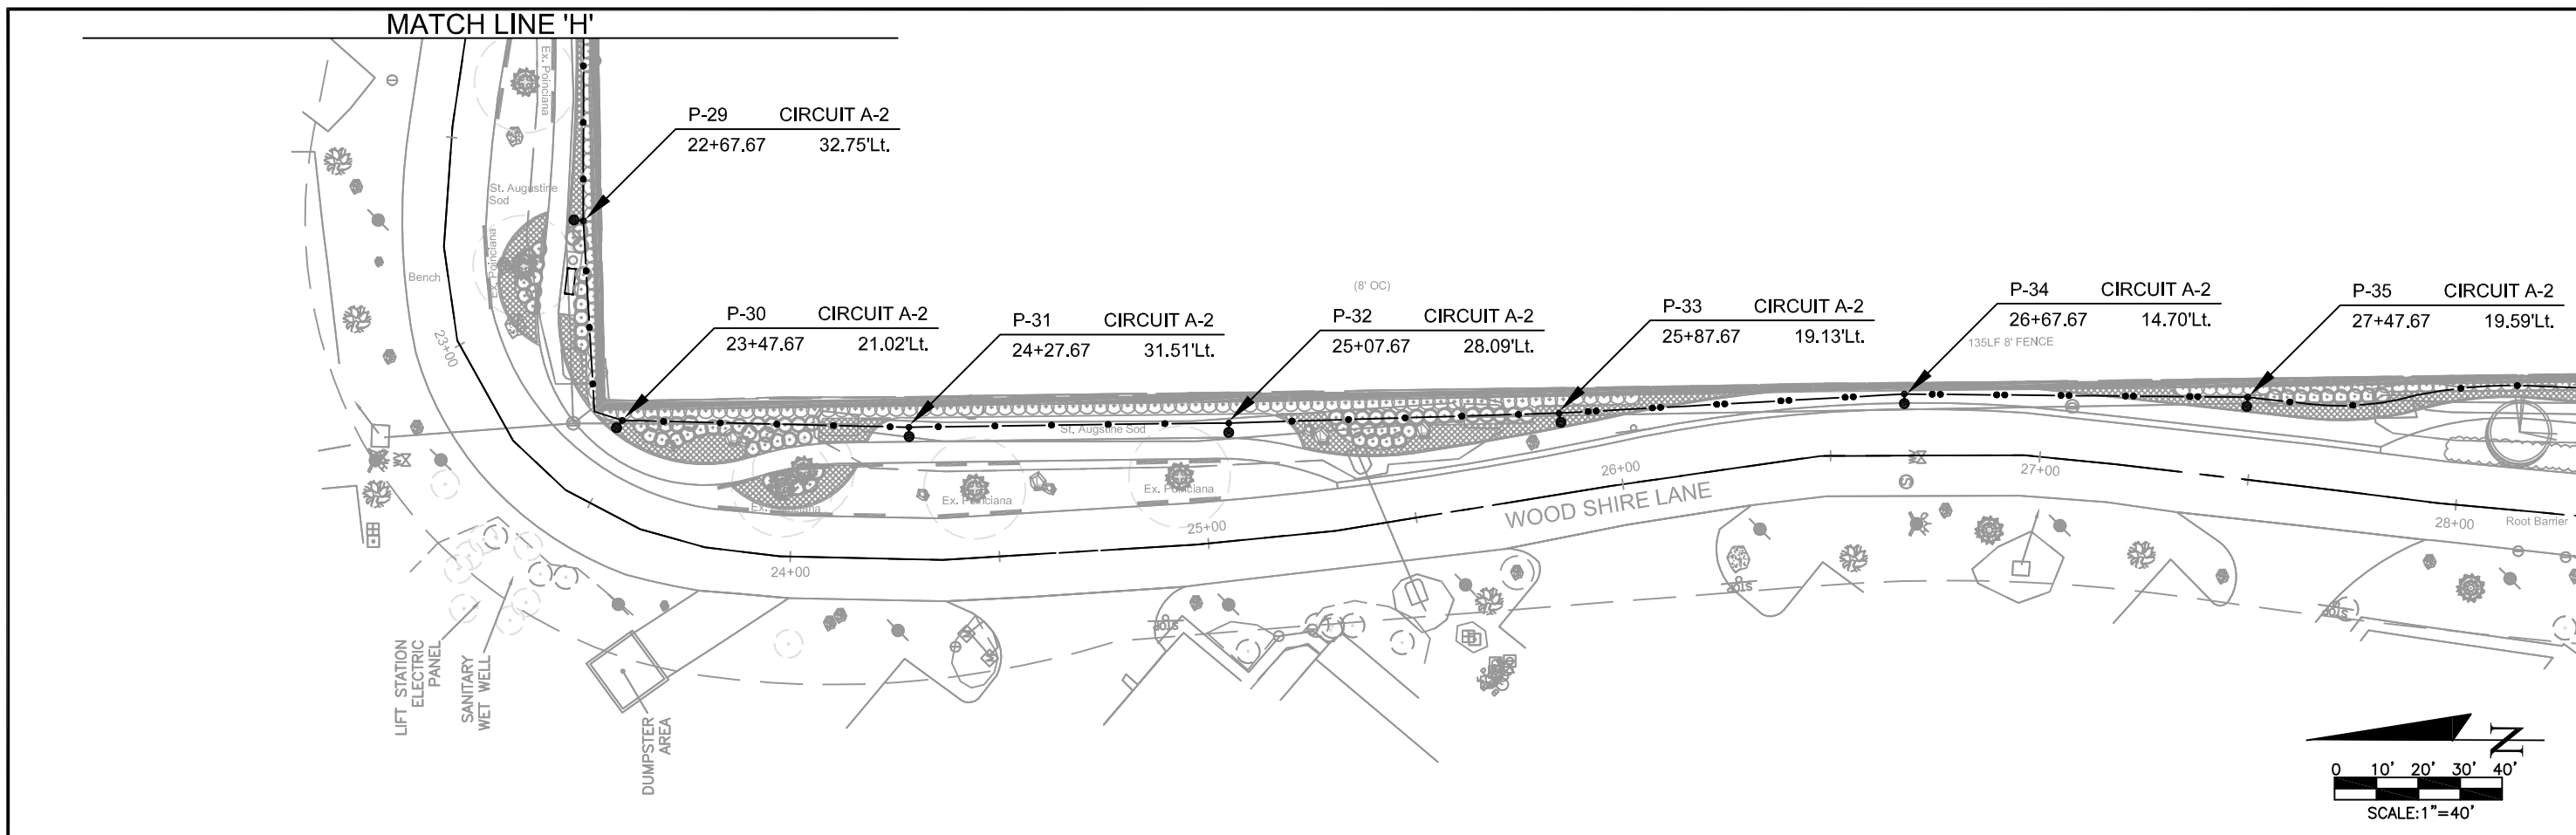 MATCH LINE 'H'
Ex. Poinciana
P-29 CIRCUIT A-2
22+67.67 32.75'Lt.
St. Augustine
Sod
Ex. Poinciana
Bench
23+00
P-30 CIRCUIT A-2
23+47.67 21.02'Lt.
P-31 CIRCUIT A-2
24+27.67 31.51'Lt.
(8' OC)
P-32 CIRCUIT A-2
25+07.67 28.09'Lt.
P-33 CIRCUIT A-2
25+87.67 19.13'Lt.
P-34 CIRCUIT A-2
26+67.67 14.70'Lt.
135LF 8' FENCE
P-35 CIRCUIT A-2
27+47.67 19.59'Lt.
St. Augstine Sod
Ex. Poinciana
Ex. Poinciana
Ex. Poinciana
24+00
25+00
26+00
WOOD SHIRE LANE
27+00
28+00
Root Barrier
S
STOP
STOP
STOP
LIFT STATION
ELECTRIC
PANEL
SANITARY
WET WELL
DUMPSTER
AREA
N
0 10' 20' 30' 40'
SCALE:1"=40'